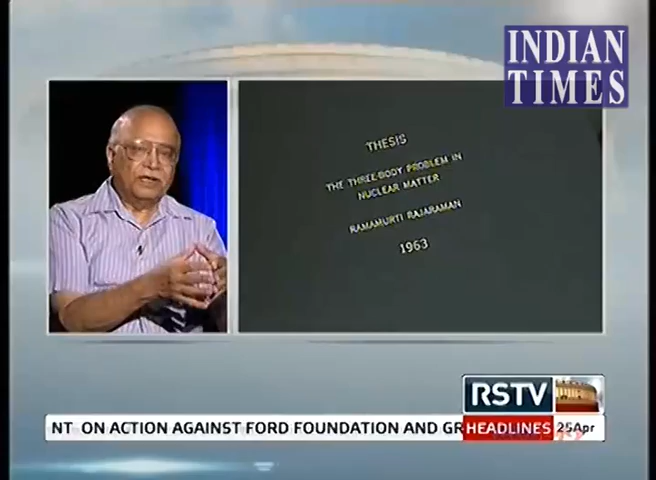 INDIAN
TIMES
THESIS
THE THREE-BODY PROBLEM IN
NUCLEAR MATTER
RAMAMURTI RAJARAMAN
1963
RSTV
NT ON ACTION AGAINST FORD FOUNDATION AND GR HEADLINES 25Apr